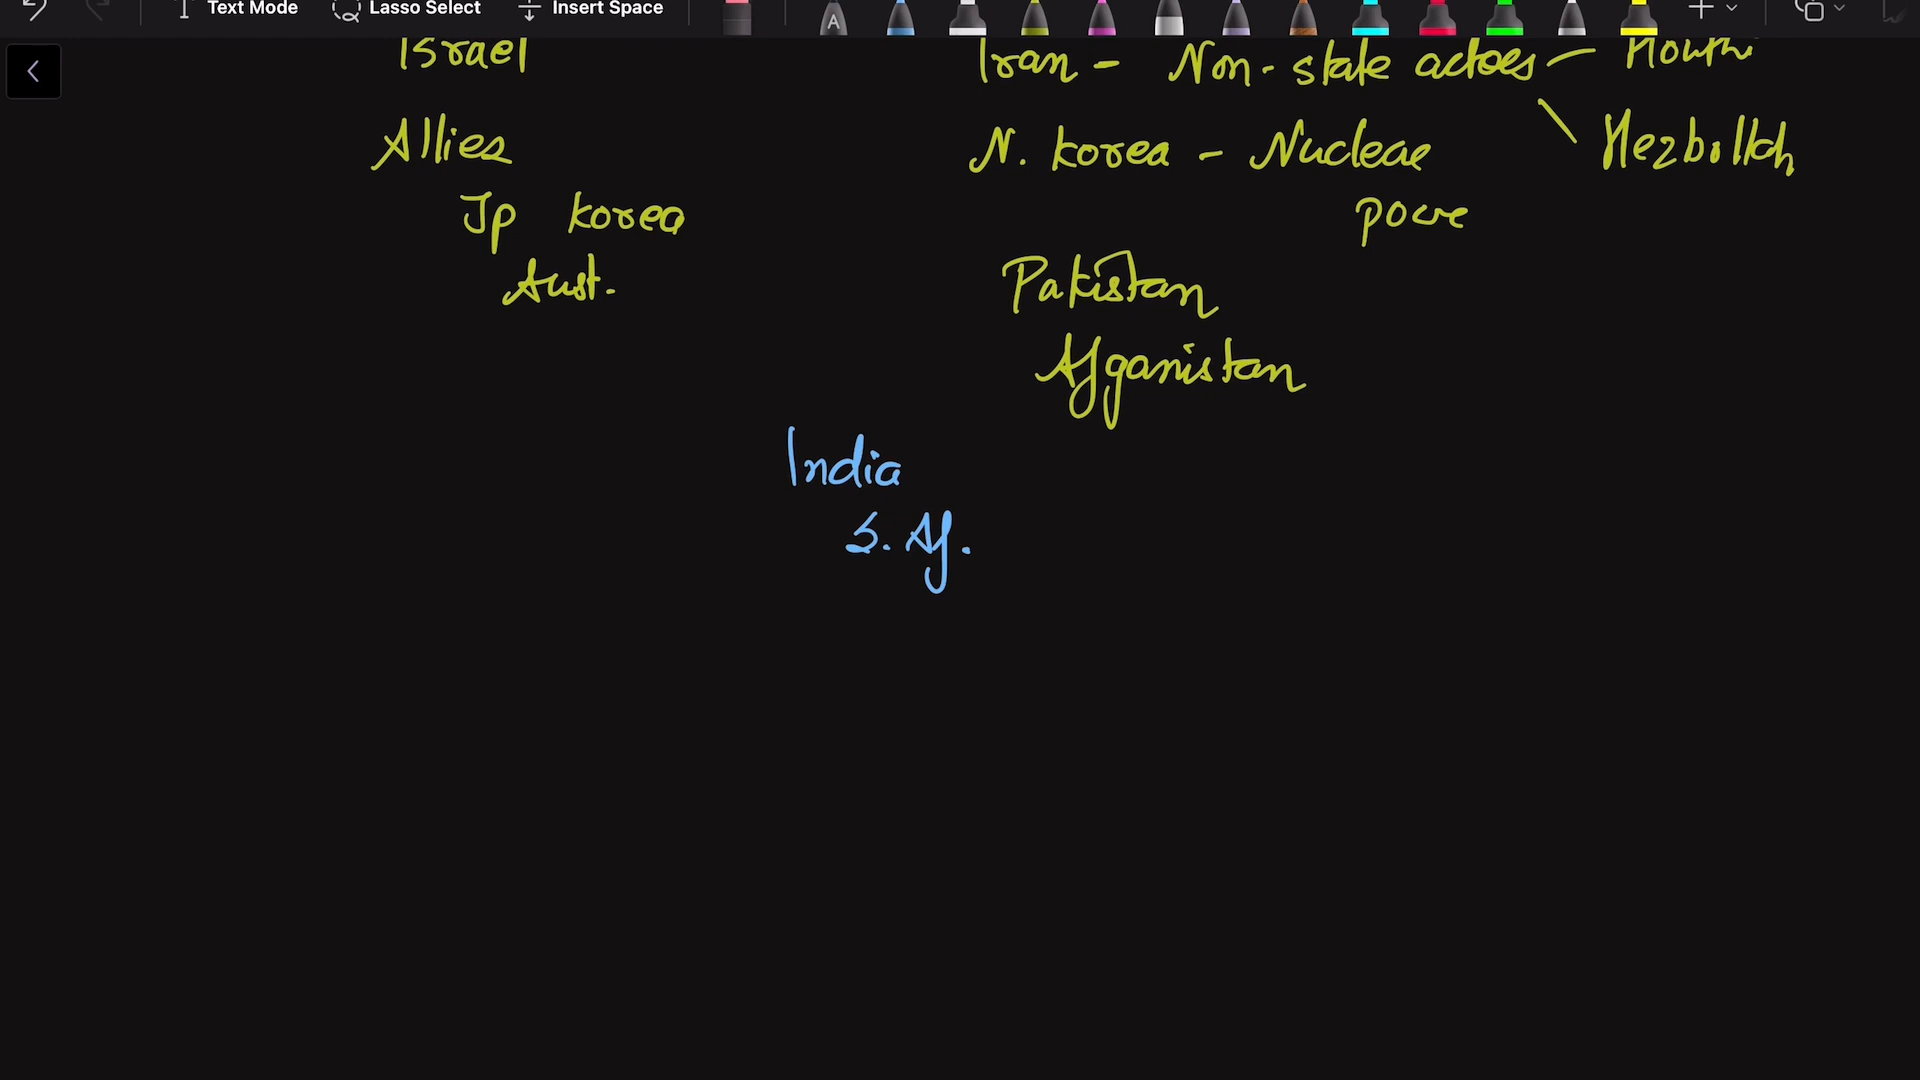 Text Mode Lasso Select Insert Space
A
Israel
Iran - Non-state actors - Houthi
Allies
N. Korea - Nuclear
Hezbollah
Jp Korea
power
Aust.
Pakistan
Afganistan
India
S. Af.